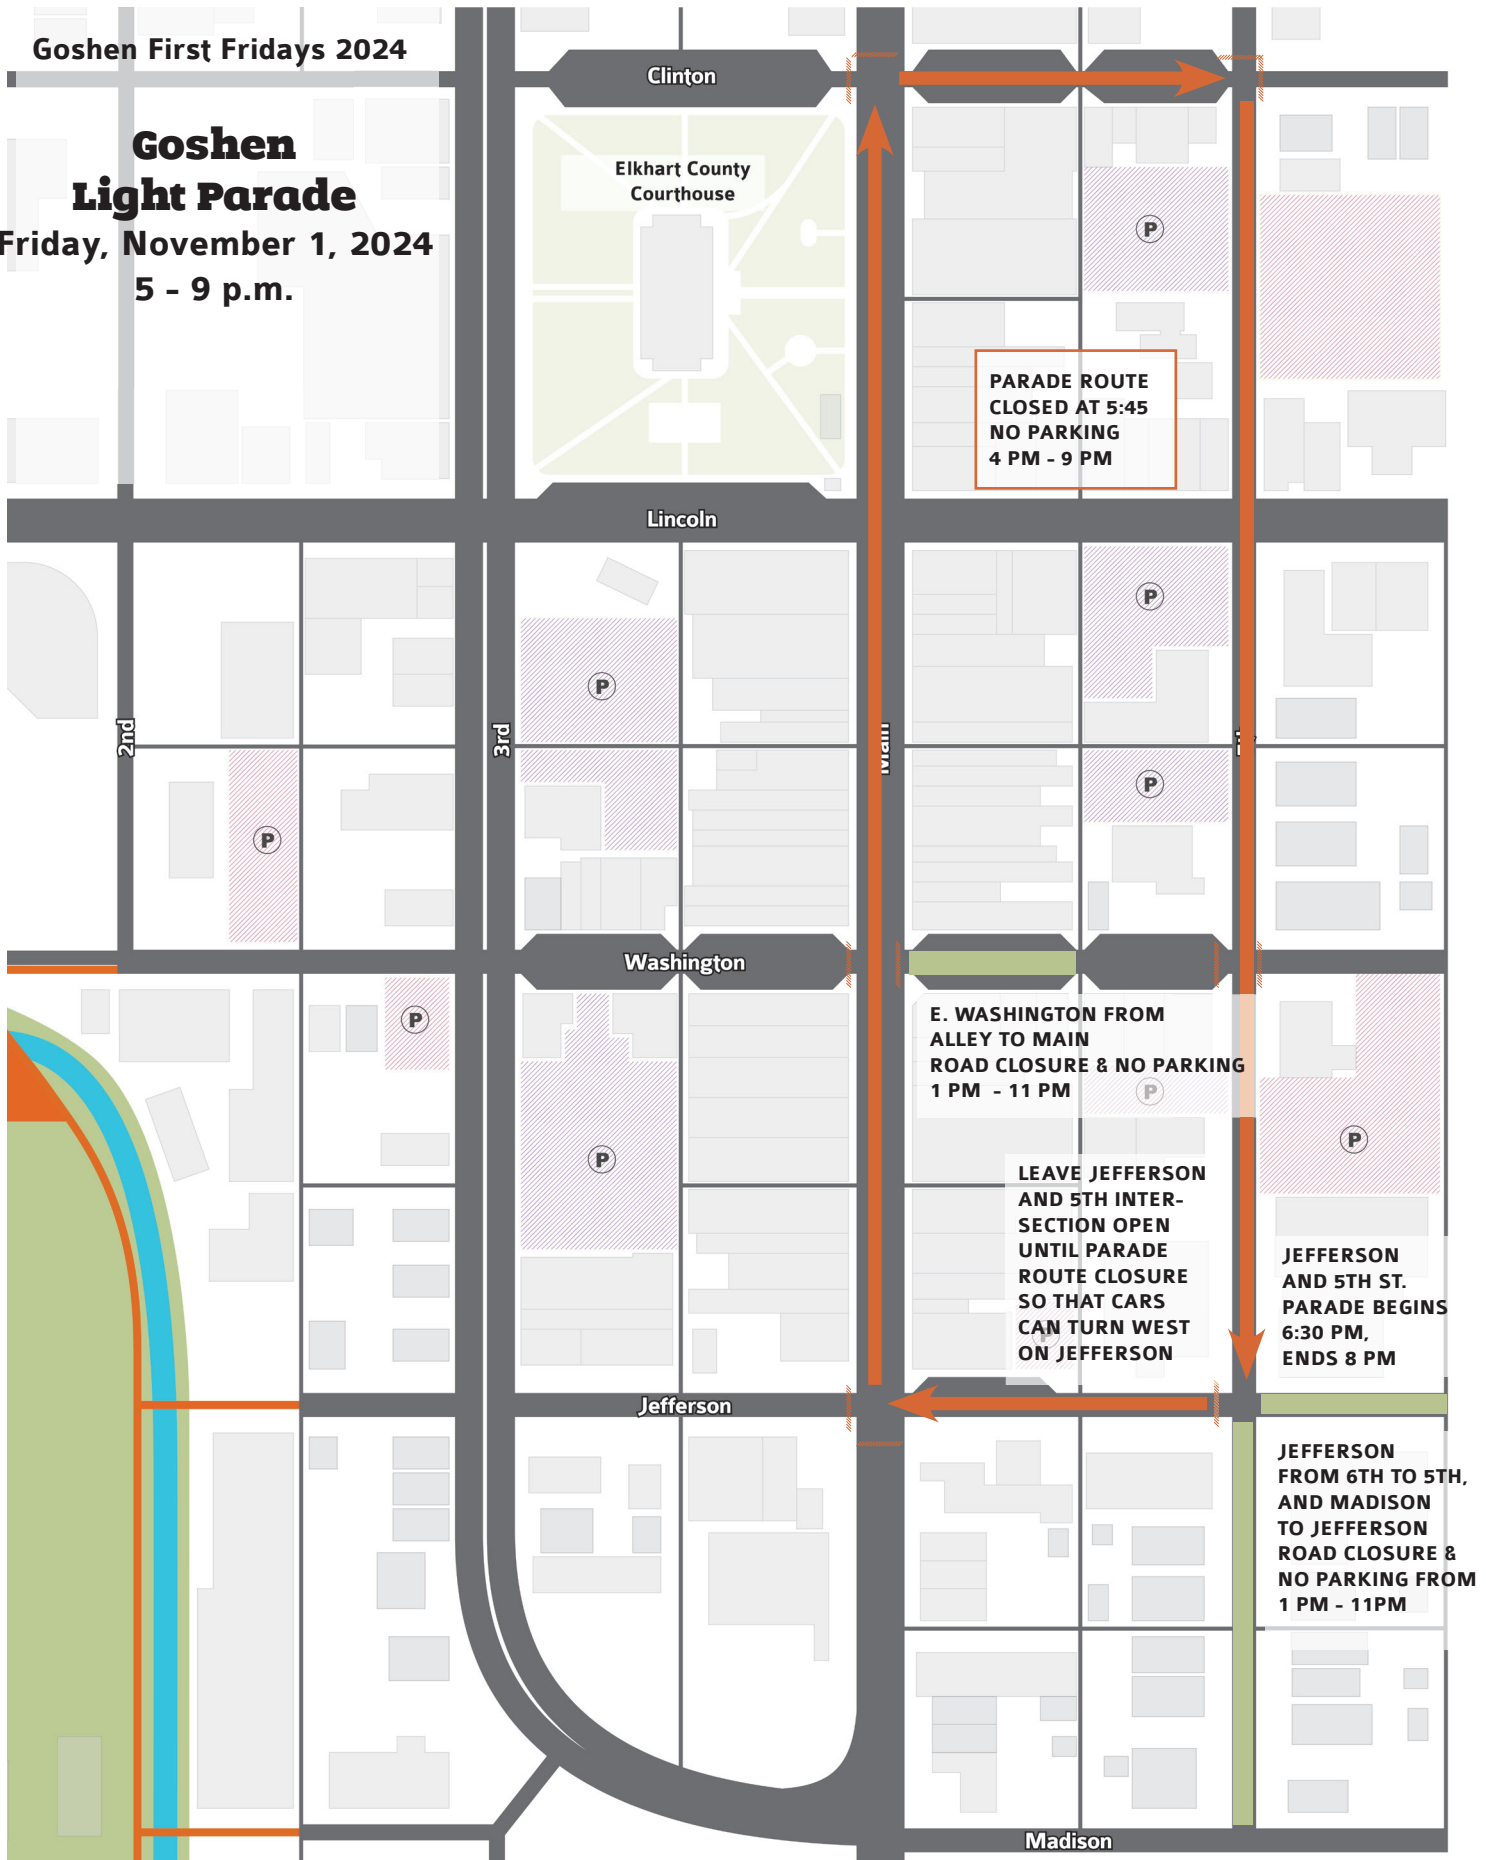 Goshen First Fridays 2024
Goshen
Light Parade
Friday, November 1, 2024
5 - 9 p.m.
Clinton
Elkhart County
Courthouse
P
PARADE ROUTE
CLOSED AT 5:45
NO PARKING
4 PM - 9 PM
Lincoln
P
P
2nd
3rd
Main
P
P
Washington
P
E. WASHINGTON FROM
ALLEY TO MAIN
ROAD CLOSURE & NO PARKING
1 PM - 11 PM
P
P
P
LEAVE JEFFERSON
AND 5TH INTER-
SECTION OPEN
UNTIL PARADE
ROUTE CLOSURE
SO THAT CARS
CAN TURN WEST
ON JEFFERSON
P
JEFFERSON
AND 5TH ST.
PARADE BEGINS
6:30 PM,
ENDS 8 PM
Jefferson
JEFFERSON
FROM 6TH TO 5TH,
AND MADISON
TO JEFFERSON
ROAD CLOSURE &
NO PARKING FROM
1 PM - 11PM
Madison